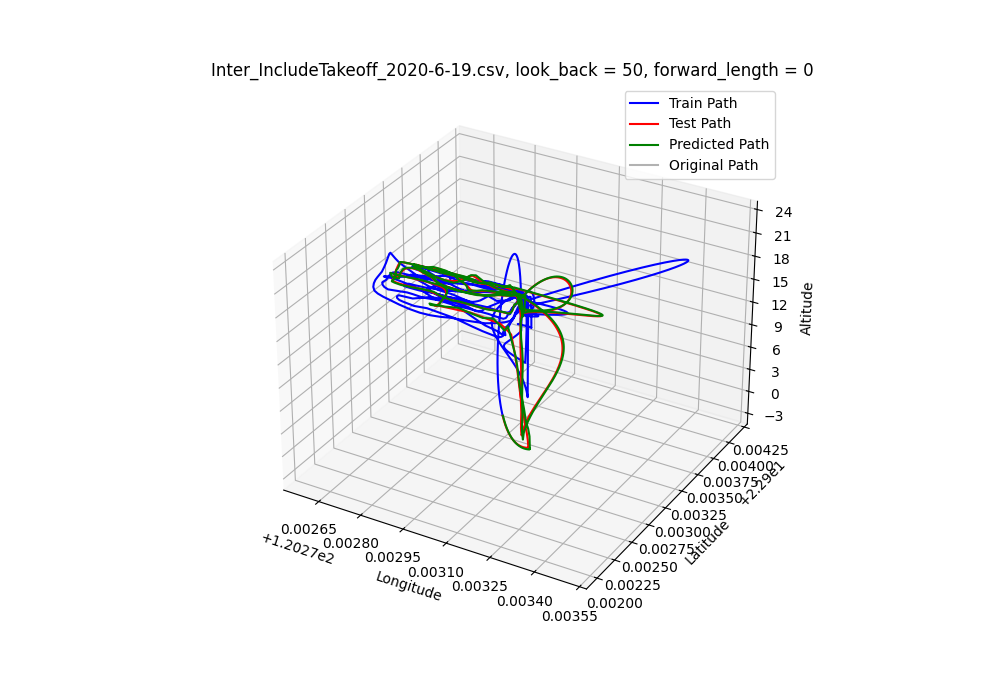 Inter_IncludeTakeoff_2020-6-19.csv, look_back = 50, forward_length = 0
Train Path
Test Path
Predicted Path
Original Path
24
21
18
15
12
9
6
3
0
−3
Altitude
0.00425
0.00400
0.00375
0.00350
0.00325
0.00300
0.00275
0.00250
0.00225
0.00200
+2.29e1
Latitude
0.00265
0.00280
0.00295
0.00310
0.00325
0.00340
0.00355
+1.2027e2
Longitude